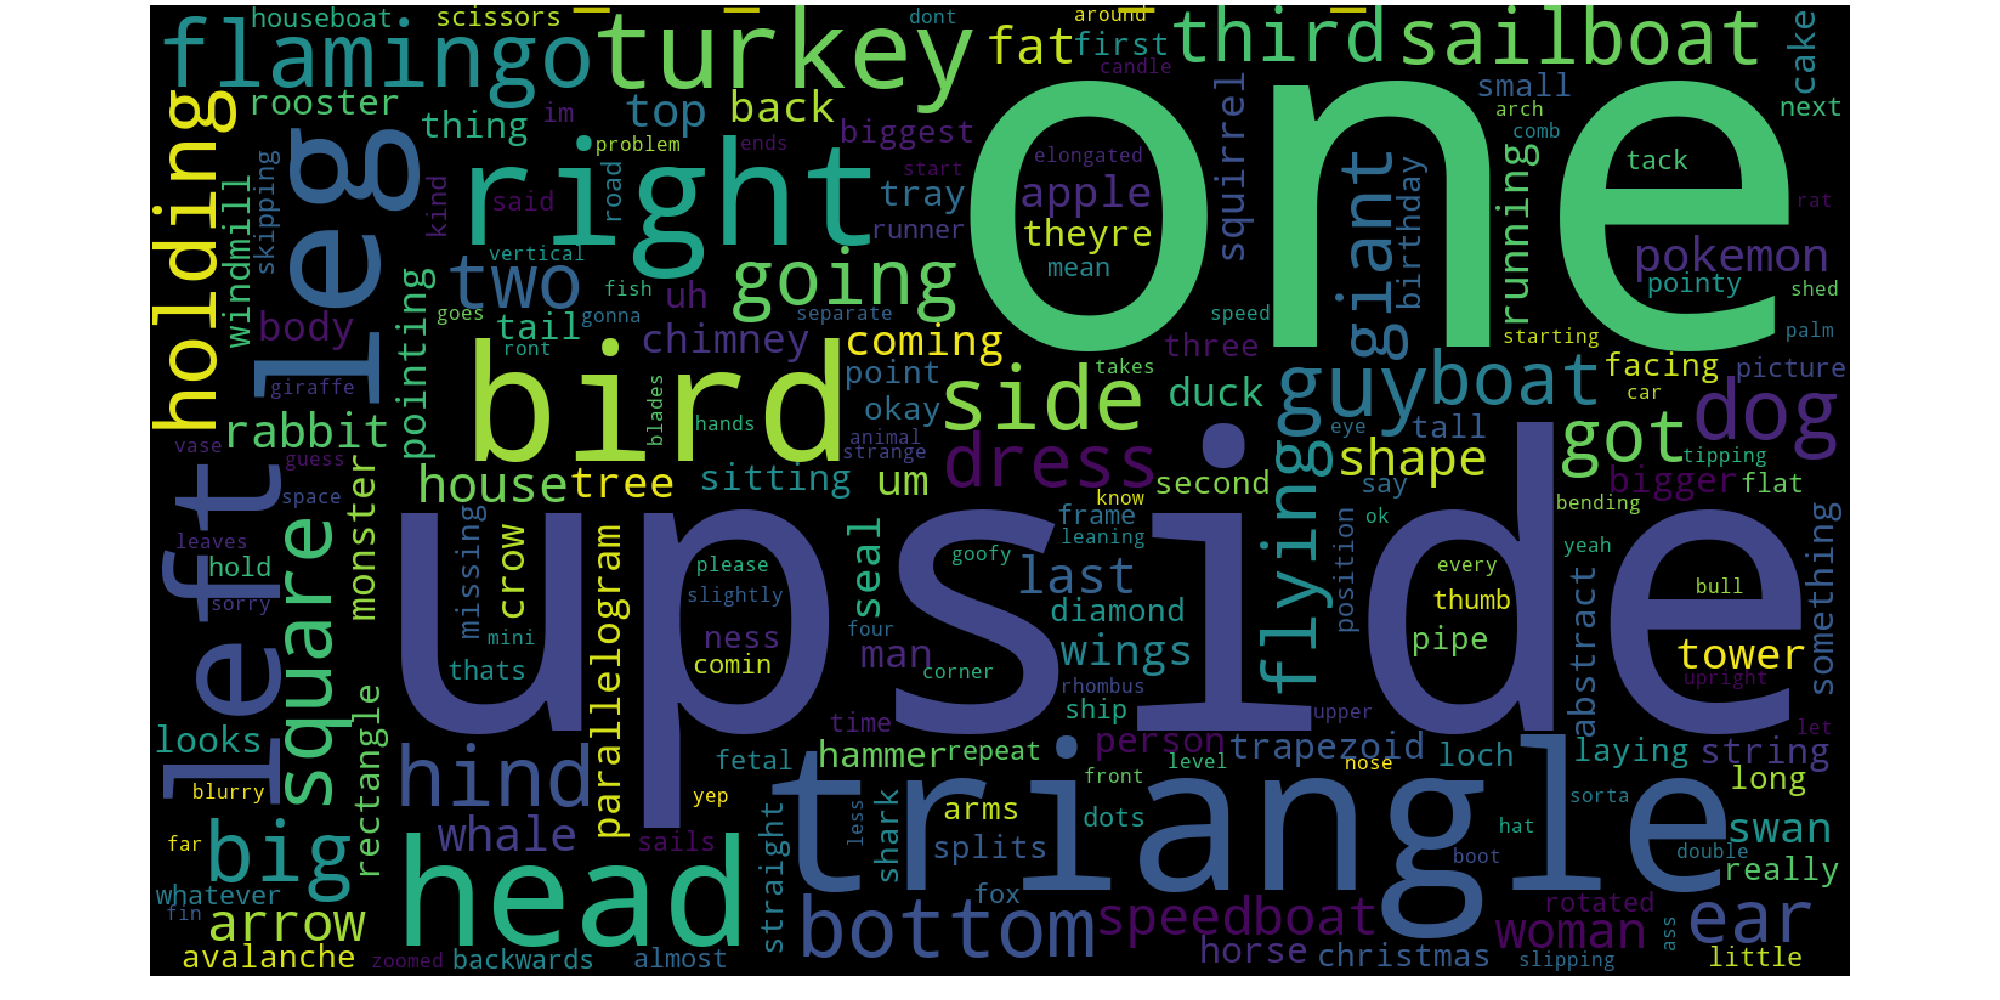 houseboat
scissors
dont
around
flamingo
turkey
fat
first
third
sailboat
cake
candle
holding
rooster
thing
im
top
back
biggest
squirrel
small
arch
next
leg
right
problem
ends
one
comb
tack
skipping
windmill
kind
said
road
start
elongated
tray
apple
giant
birthday
running
rat
runner
theyre
pokemon
vertical
mean
pointy
shed
body
pointing
two
fish
uh
going
goes
tail
gonna
separate
speed
starting
palm
ront
chimney
coming
three
giraffe
bird
blades
point
takes
side
duck
guy
boat
facing
picture
car
dog
rabbit
hands
okay
eye
tall
got
vase
animal
strange
dress
shape
tipping
guess
monster
house
tree
sitting
um
second
flying
say
bigger
flat
left
space
square
missing
crow
parallelogram
upside
seal
know
frame
leaning
position
ok
bending
something
leaves
hold
please
goofy
last
every
yeah
abstract
bull
sorry
slightly
diamond
thumb
mini
ness
four
man
wings
pipe
tower
thats
comin
corner
rhombus
upright
looks
rectangle
time
ship
upper
let
hind
fetal
hammer
repeat
person
trapezoid
loch
laying
string
blurry
yep
front
level
nose
long
triangle
sorta
big
whale
straight
less
shark
arms
dots
hat
swan
far
sails
splits
boot
double
really
whatever
head
fox
fin
arrow
bottom
speedboat
rotated
woman
ear
ass
avalanche
zoomed
backwards
almost
horse
christmas
slipping
little